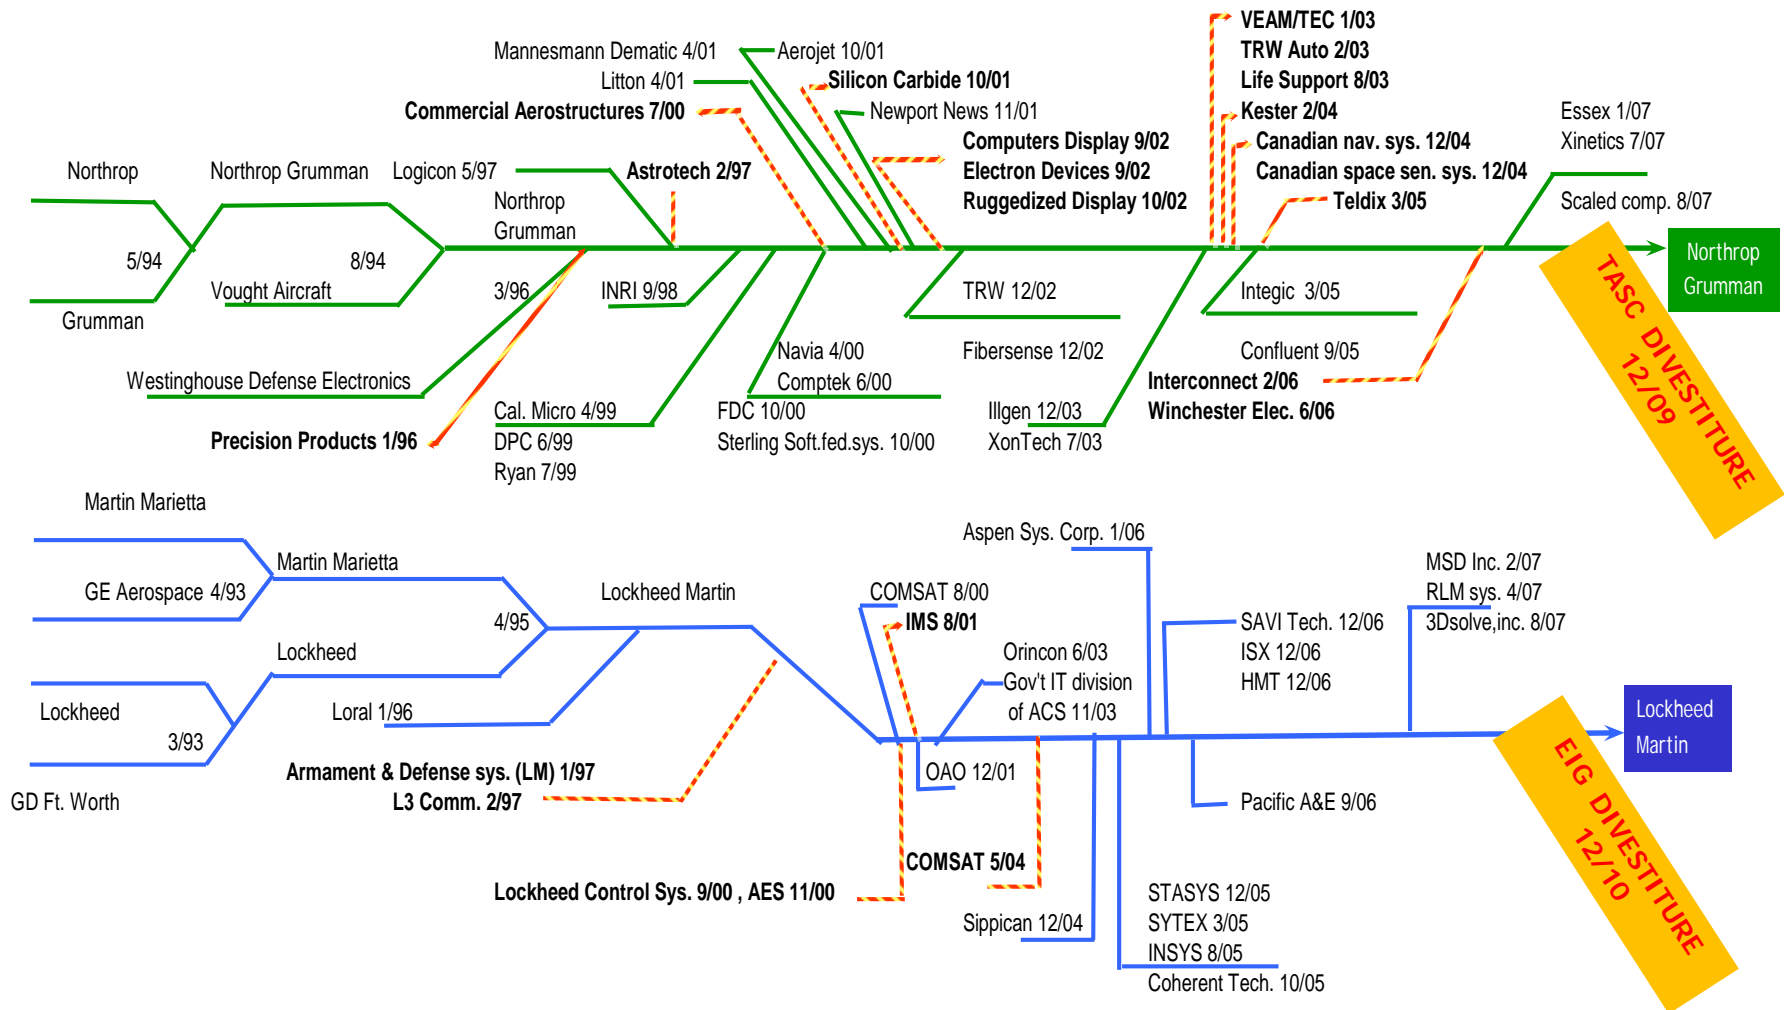 VEAM/TEC 1/03
Mannesmann Dematic 4/01
Aerojet 10/01
TRW Auto 2/03
Litton 4/01
Silicon Carbide 10/01
Life Support 8/03
Commercial Aerostructures 7/00
Newport News 11/01
Kester 2/04
Essex 1/07
Computers Display 9/02
Canadian nav. sys. 12/04
Xinetics 7/07
Northrop
Northrop Grumman
Logicon 5/97
Astrotech 2/97
Electron Devices 9/02
Canadian space sen. sys. 12/04
Northrop
Grumman
Ruggedized Display 10/02
Teldix 3/05
Scaled comp. 8/07
5/94
8/94
Northrop
Grumman
Vought Aircraft
3/96
INRI 9/98
TRW 12/02
Integic 3/05
Grumman
TASC DIVESTITURE
12/09
Navia 4/00
Fibersense 12/02
Confluent 9/05
Westinghouse Defense Electronics
Comptek 6/00
Interconnect 2/06
Cal. Micro 4/99
FDC 10/00
Illgen 12/03
Winchester Elec. 6/06
Precision Products 1/96
DPC 6/99
Sterling Soft.fed.sys. 10/00
XonTech 7/03
Ryan 7/99
Martin Marietta
Aspen Sys. Corp. 1/06
Martin Marietta
MSD Inc. 2/07
GE Aerospace 4/93
Lockheed Martin
COMSAT 8/00
RLM sys. 4/07
4/95
IMS 8/01
SAVI Tech. 12/06
3Dsolve,inc. 8/07
Lockheed
Orincon 6/03
ISX 12/06
Gov't IT division
HMT 12/06
Lockheed
Loral 1/96
of ACS 11/03
Lockheed
Martin
3/93
Armament & Defense sys. (LM) 1/97
OAO 12/01
EIG DIVESTITURE
12/10
GD Ft. Worth
L3 Comm. 2/97
Pacific A&E 9/06
COMSAT 5/04
Lockheed Control Sys. 9/00 , AES 11/00
STASYS 12/05
Sippican 12/04
SYTEX 3/05
INSYS 8/05
Coherent Tech. 10/05